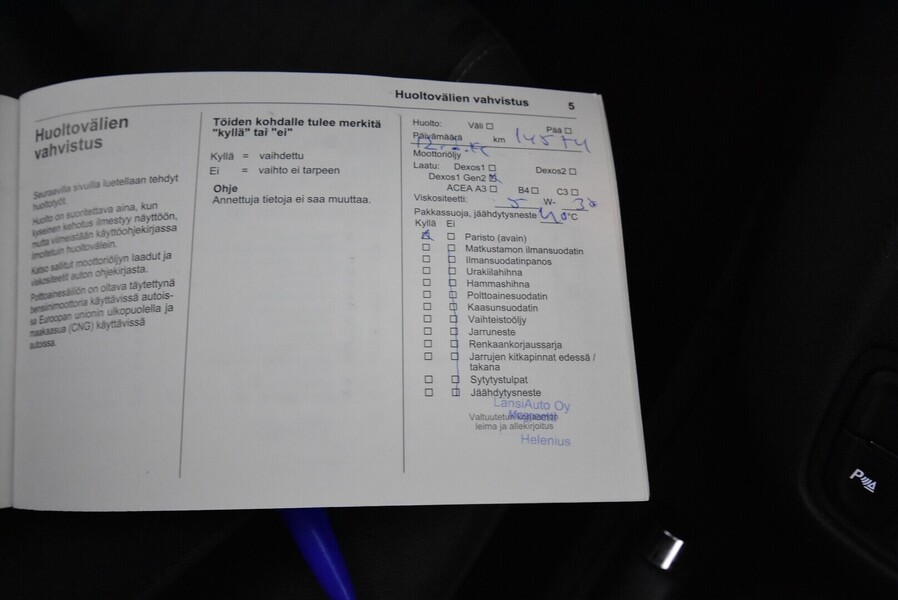 Huoltovälien vahvistus 5
Huoltovälien
vahvistus
Seuraavilla sivuilla luetellaan tehdyt
huoltotyöt.
Huolto on suoritettava aina, kun
kyseinen kehotus ilmestyy näyttöön,
mutta viimeistään käyttöohjekirjassa
ilmoitetuin huoltovälein.
Katso sallitut moottoriöljyn laadut ja
viskositeetit auton ohjekirjasta.
Polttoainesäiliön on oltava täytettynä
bensiinimoottoria käyttävissä autois-
sa Euroopan unionin ulkopuolella ja
maakaasua (CNG) käyttävissä
autoissa.
Töiden kohdalle tulee merkitä
"kyllä" tai "ei"
Kyllä = vaihdettu
Ei = vaihto ei tarpeen
Ohje
Annettuja tietoja ei saa muuttaa.
Huolto: Väli ☐ Pää ☐
Päivämäärä km
Moottoriöljy
Laatu: Dexos1 ☐ Dexos2 ☐
Dexos1 Gen2 ☒
ACEA A3 ☐ B4 ☐ C3 ☐
Viskositeetti: 5 W- 30
Pakkassuoja, jäähdytysneste -40 °C
Kyllä Ei
☒ ☐ Paristo (avain)
☐ ☐ Matkustamon ilmansuodatin
☐ ☐ Ilmansuodatinpanos
☐ ☐ Urakiilahihna
☐ ☐ Hammashihna
☐ ☐ Polttoainesuodatin
☐ ☐ Kaasunsuodatin
☐ ☐ Vaihteistoöljy
☐ ☐ Jarruneste
☐ ☐ Renkaankorjaussarja
☐ ☐ Jarrujen kitkapinnat edessä /
takana
☐ ☐ Sytytystulpat
☐ ☐ Jäähdytysneste
LänsiAuto Oy
Valtuutetun
leima ja allekirjoitus
Helenius
P